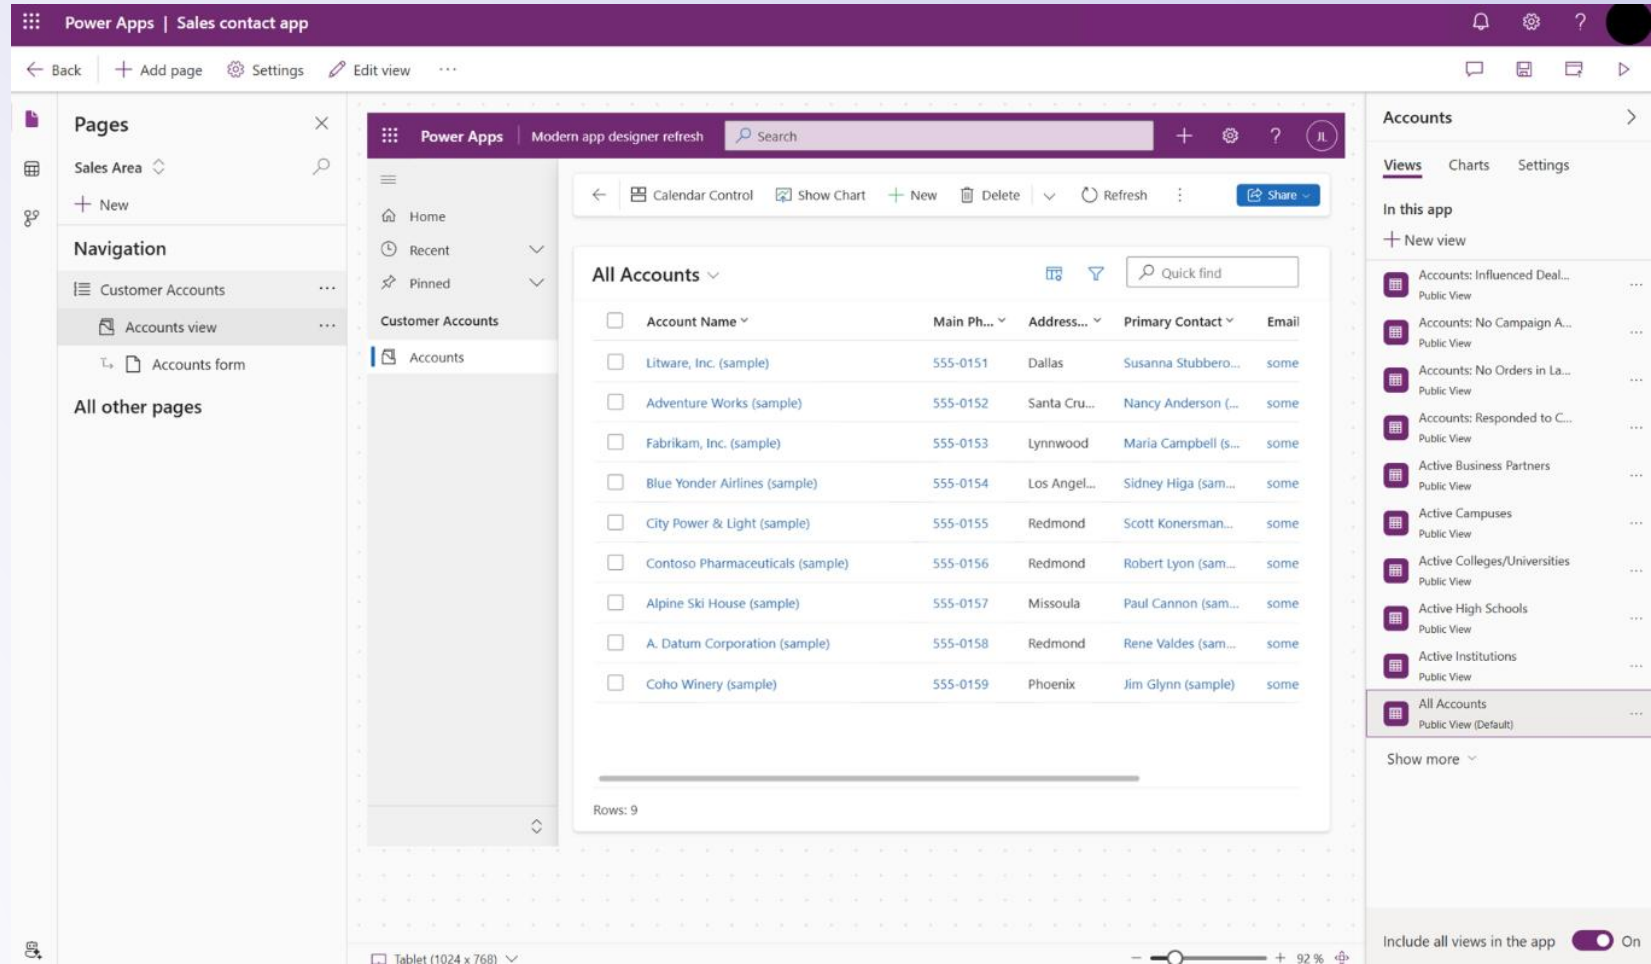 Power Apps | Sales contact app
Back + Add page Settings Edit view ...
Pages
Sales Area
+ New
Navigation
Customer Accounts ...
Accounts view ...
Accounts form
All other pages
Power Apps | Modern app designer refresh Search + ? JL
Home
Recent
Pinned
Customer Accounts
Accounts
Calendar Control Show Chart + New Delete Refresh Share
All Accounts Quick find
Account Name Main Ph... Address... Primary Contact Email
Litware, Inc. (sample) 555-0151 Dallas Susanna Stubbero... some
Adventure Works (sample) 555-0152 Santa Cru... Nancy Anderson (... some
Fabrikam, Inc. (sample) 555-0153 Lynnwood Maria Campbell (s... some
Blue Yonder Airlines (sample) 555-0154 Los Angel... Sidney Higa (sam... some
City Power & Light (sample) 555-0155 Redmond Scott Konersman... some
Contoso Pharmaceuticals (sample) 555-0156 Redmond Robert Lyon (sam... some
Alpine Ski House (sample) 555-0157 Missoula Paul Cannon (sam... some
A. Datum Corporation (sample) 555-0158 Redmond Rene Valdes (sam... some
Coho Winery (sample) 555-0159 Phoenix Jim Glynn (sample) some
Rows: 9
Tablet (1024 x 768) − + 92 %
Accounts
Views Charts Settings
In this app
+ New view
Accounts: Influenced Deal...
Public View
Accounts: No Campaign A...
Public View
Accounts: No Orders in La...
Public View
Accounts: Responded to C...
Public View
Active Business Partners
Public View
Active Campuses
Public View
Active Colleges/Universities
Public View
Active High Schools
Public View
Active Institutions
Public View
All Accounts
Public View (Default)
Show more
Include all views in the app On